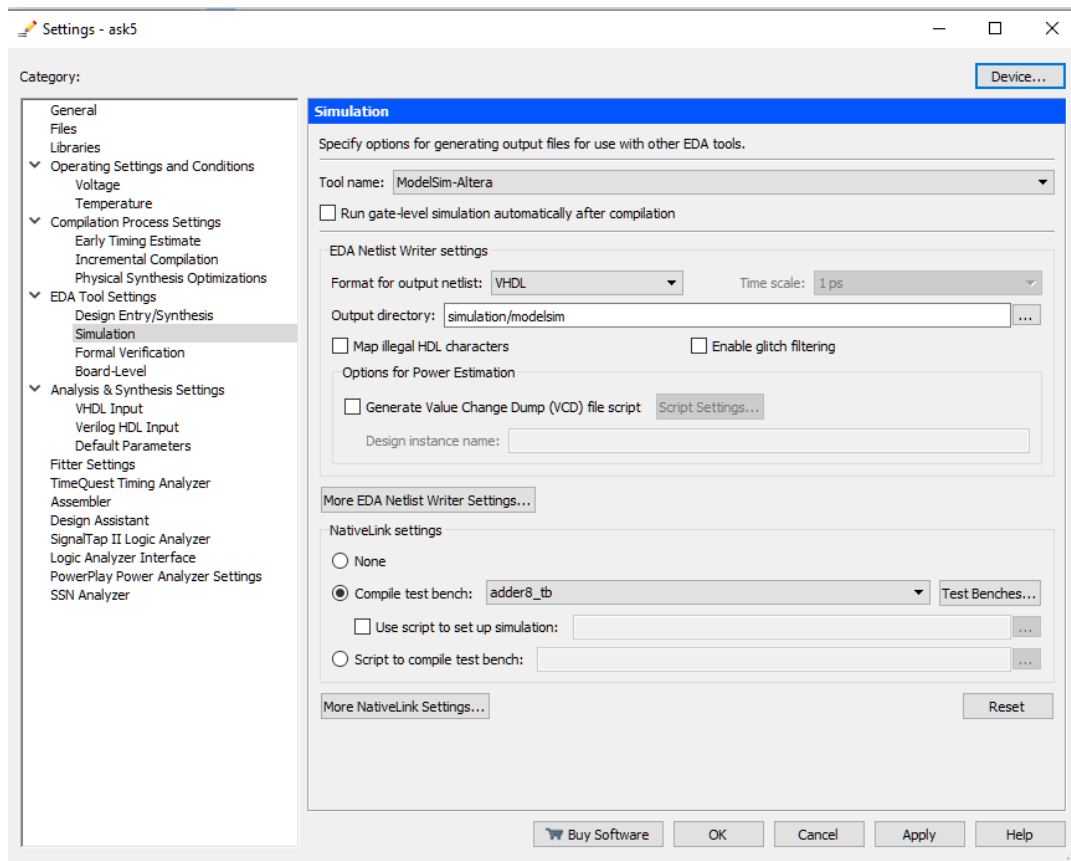 Settings - ask5
Category:
Device...
General
Files
Libraries
Operating Settings and Conditions
Voltage
Temperature
Compilation Process Settings
Early Timing Estimate
Incremental Compilation
Physical Synthesis Optimizations
EDA Tool Settings
Design Entry/Synthesis
Simulation
Formal Verification
Board-Level
Analysis & Synthesis Settings
VHDL Input
Verilog HDL Input
Default Parameters
Fitter Settings
TimeQuest Timing Analyzer
Assembler
Design Assistant
SignalTap II Logic Analyzer
Logic Analyzer Interface
PowerPlay Power Analyzer Settings
SSN Analyzer
Simulation
Specify options for generating output files for use with other EDA tools.
Tool name: ModelSim-Altera
Run gate-level simulation automatically after compilation
EDA Netlist Writer settings
Format for output netlist: VHDL Time scale: 1 ps
Output directory: simulation/modelsim ...
Map illegal HDL characters Enable glitch filtering
Options for Power Estimation
Generate Value Change Dump (VCD) file script Script Settings...
Design instance name:
More EDA Netlist Writer Settings...
NativeLink settings
None
Compile test bench: adder8_tb Test Benches...
Use script to set up simulation: ...
Script to compile test bench: ...
More NativeLink Settings... Reset
Buy Software OK Cancel Apply Help